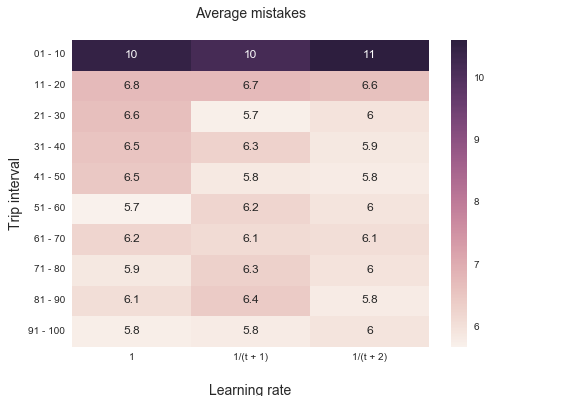 Average mistakes
01 - 10 10 10 11 10
11 - 20 6.8 6.7 6.6
21 - 30 6.6 5.7 6 9
31 - 40 6.5 6.3 5.9
41 - 50 6.5 5.8 5.8 8
51 - 60 5.7 6.2 6
61 - 70 6.2 6.1 6.1 7
71 - 80 5.9 6.3 6
81 - 90 6.1 6.4 5.8
91 - 100 5.8 5.8 6 6
1 1/(t + 1) 1/(t + 2)
Trip interval
Learning rate